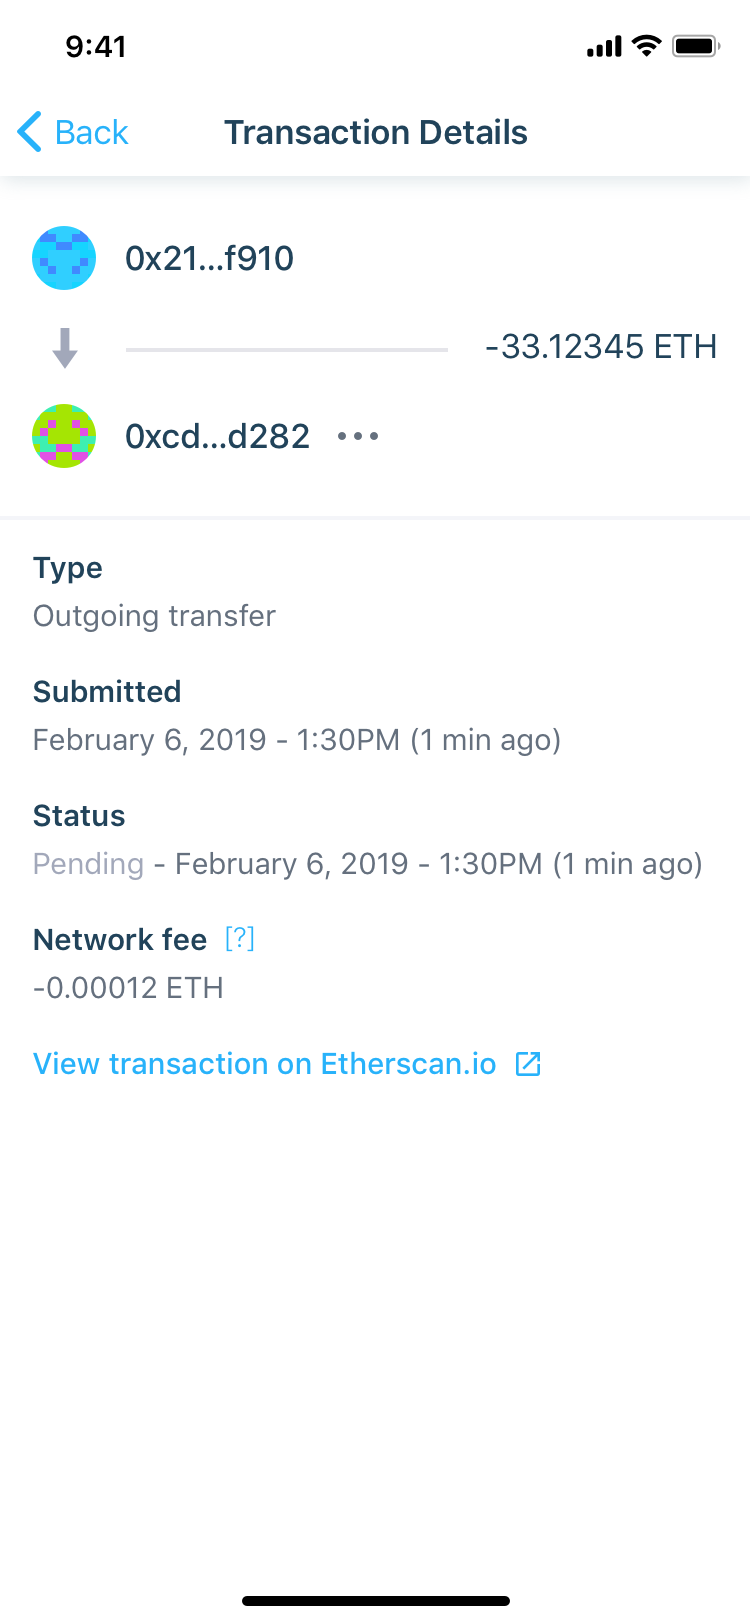 9:41
Back
Transaction Details
0x21...f910
-33.12345 ETH
0xcd...d282
Type
Outgoing transfer
Submitted
February 6, 2019 - 1:30PM (1 min ago)
Status
Pending - February 6, 2019 - 1:30PM (1 min ago)
Network fee [?]
-0.00012 ETH
View transaction on Etherscan.io